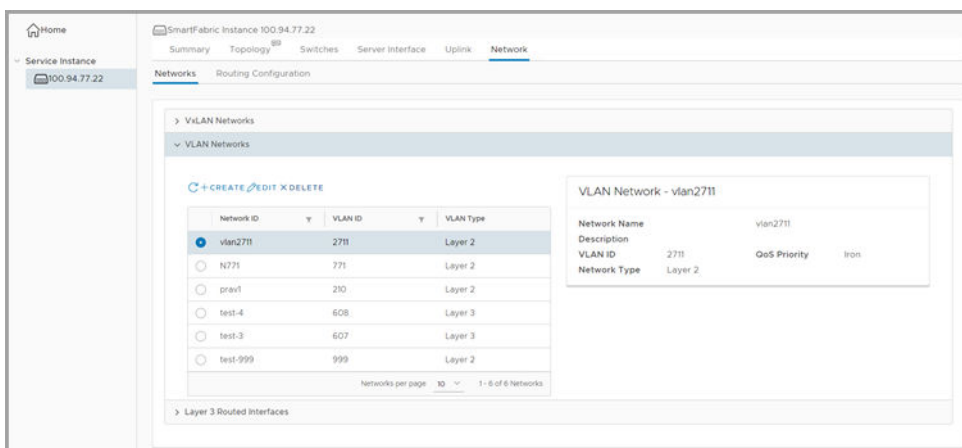 Home
Service Instance
100.94.77.22
SmartFabric Instance 100.94.77.22
Summary Topology Switches Server Interface Uplink Network
Networks Routing Configuration
VxLAN Networks
VLAN Networks
+ CREATE EDIT X DELETE
Network ID VLAN ID VLAN Type
vlan2711 2711 Layer 2
N771 771 Layer 2
prav1 210 Layer 2
test-4 608 Layer 3
test-3 607 Layer 3
test-999 999 Layer 2
Networks per page 10 1 - 6 of 6 Networks
VLAN Network - vlan2711
Network Name vlan2711
Description
VLAN ID 2711 QoS Priority Iron
Network Type Layer 2
Layer 3 Routed Interfaces